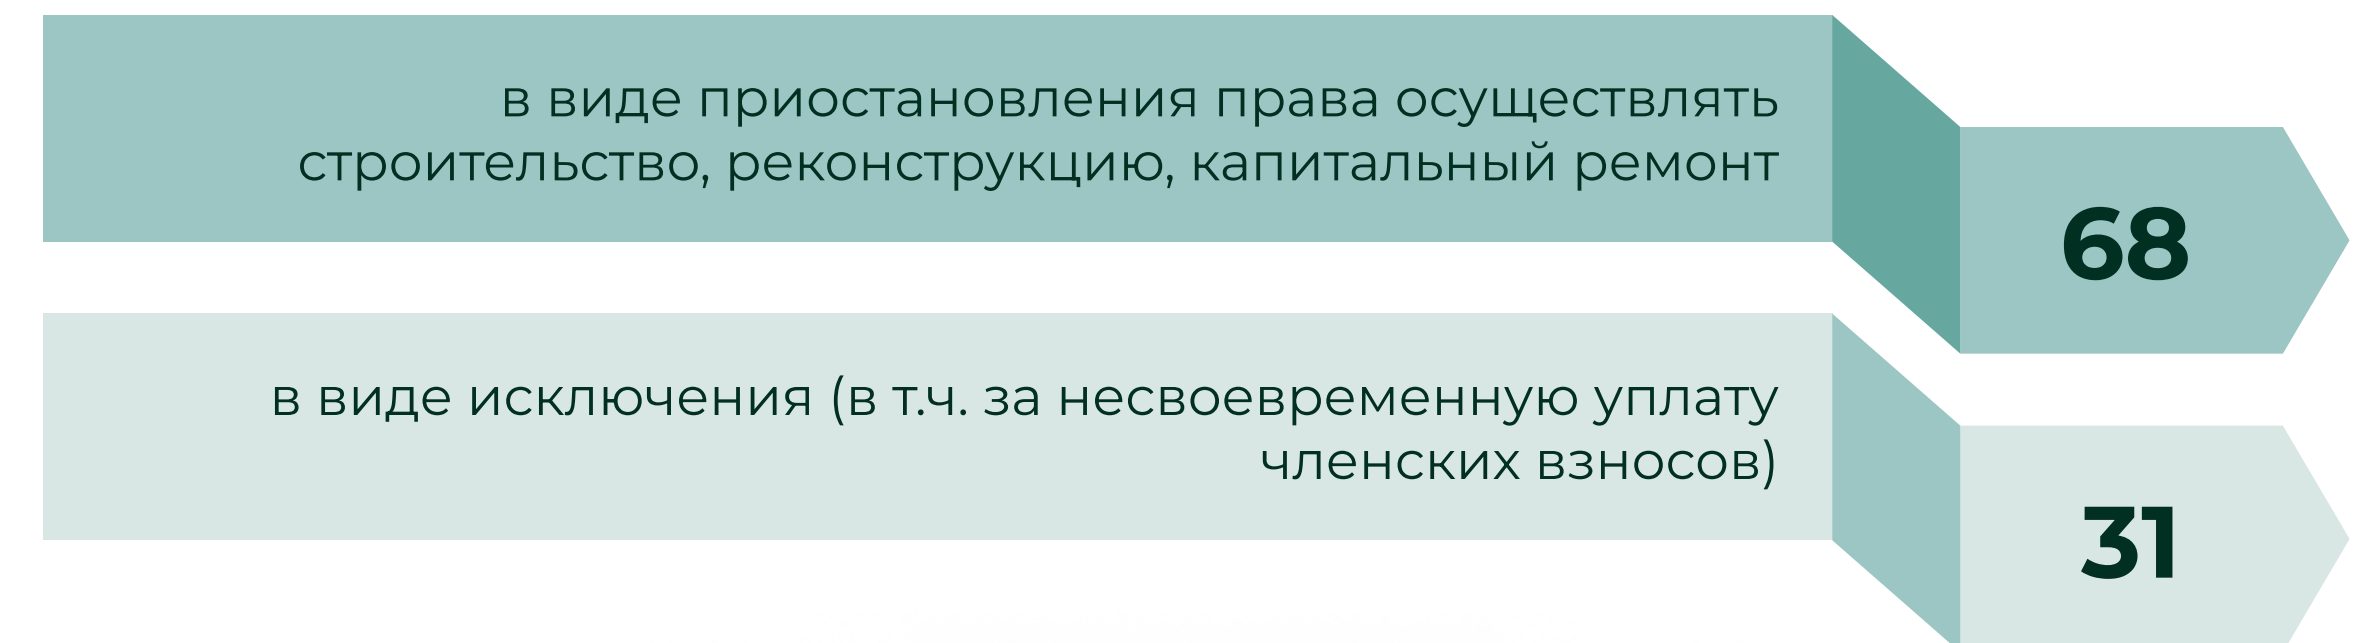 в виде приостановления права осуществлять
строительство, реконструкцию, капитальный ремонт
68
в виде исключения (в т.ч. за несвоевременную уплату
членских взносов)
31